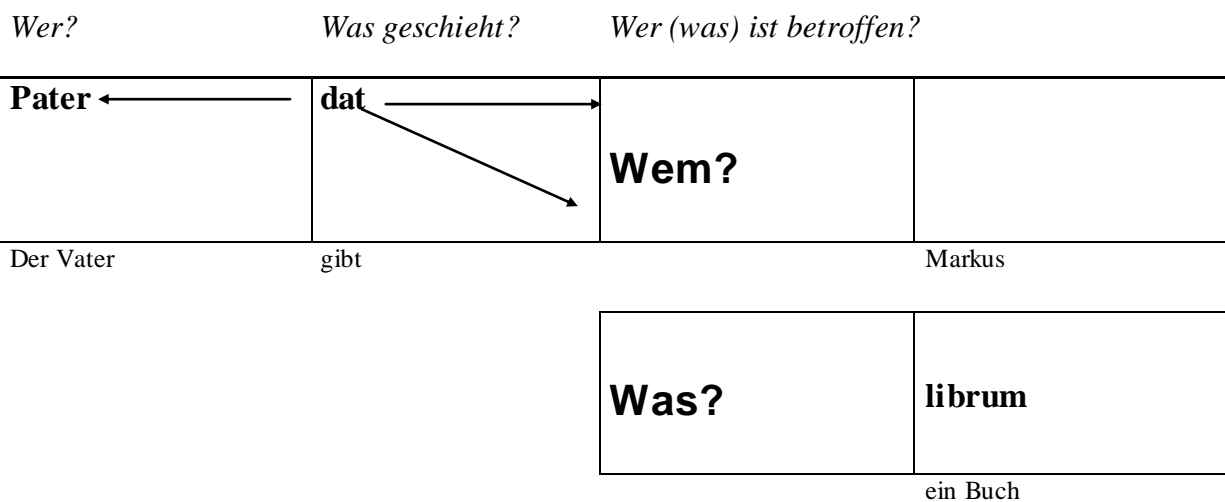 Wer? Was geschieht? Wer (was) ist betroffen?
Pater dat
Wem?
Der Vater gibt Markus
Was? librum
ein Buch